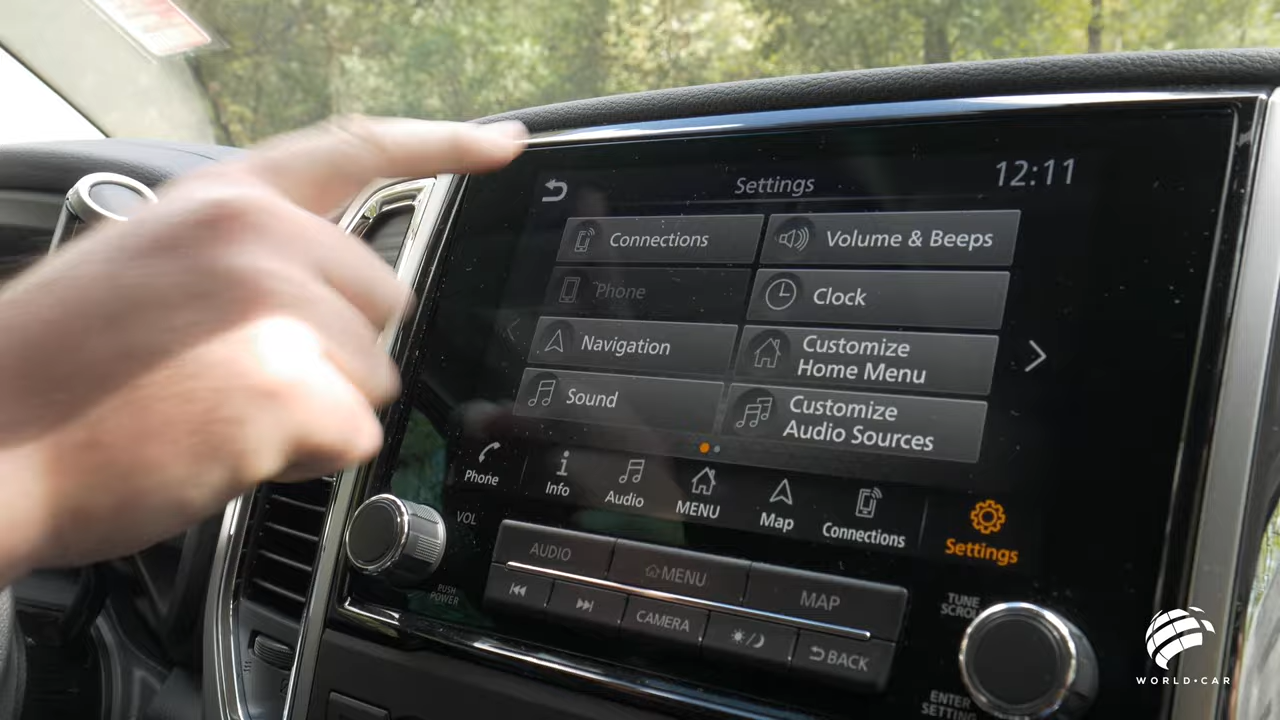 Settings
12:11
Connections
Volume & Beeps
Phone
Clock
Navigation
Customize
Home Menu
Sound
Customize
Audio Sources
Phone
Info
Audio
MENU
Map
Connections
Settings
VOL
PUSH
POWER
AUDIO
MENU
MAP
CAMERA
BACK
TUNE
SCROLL
ENTER
SETTING
WORLD·CAR